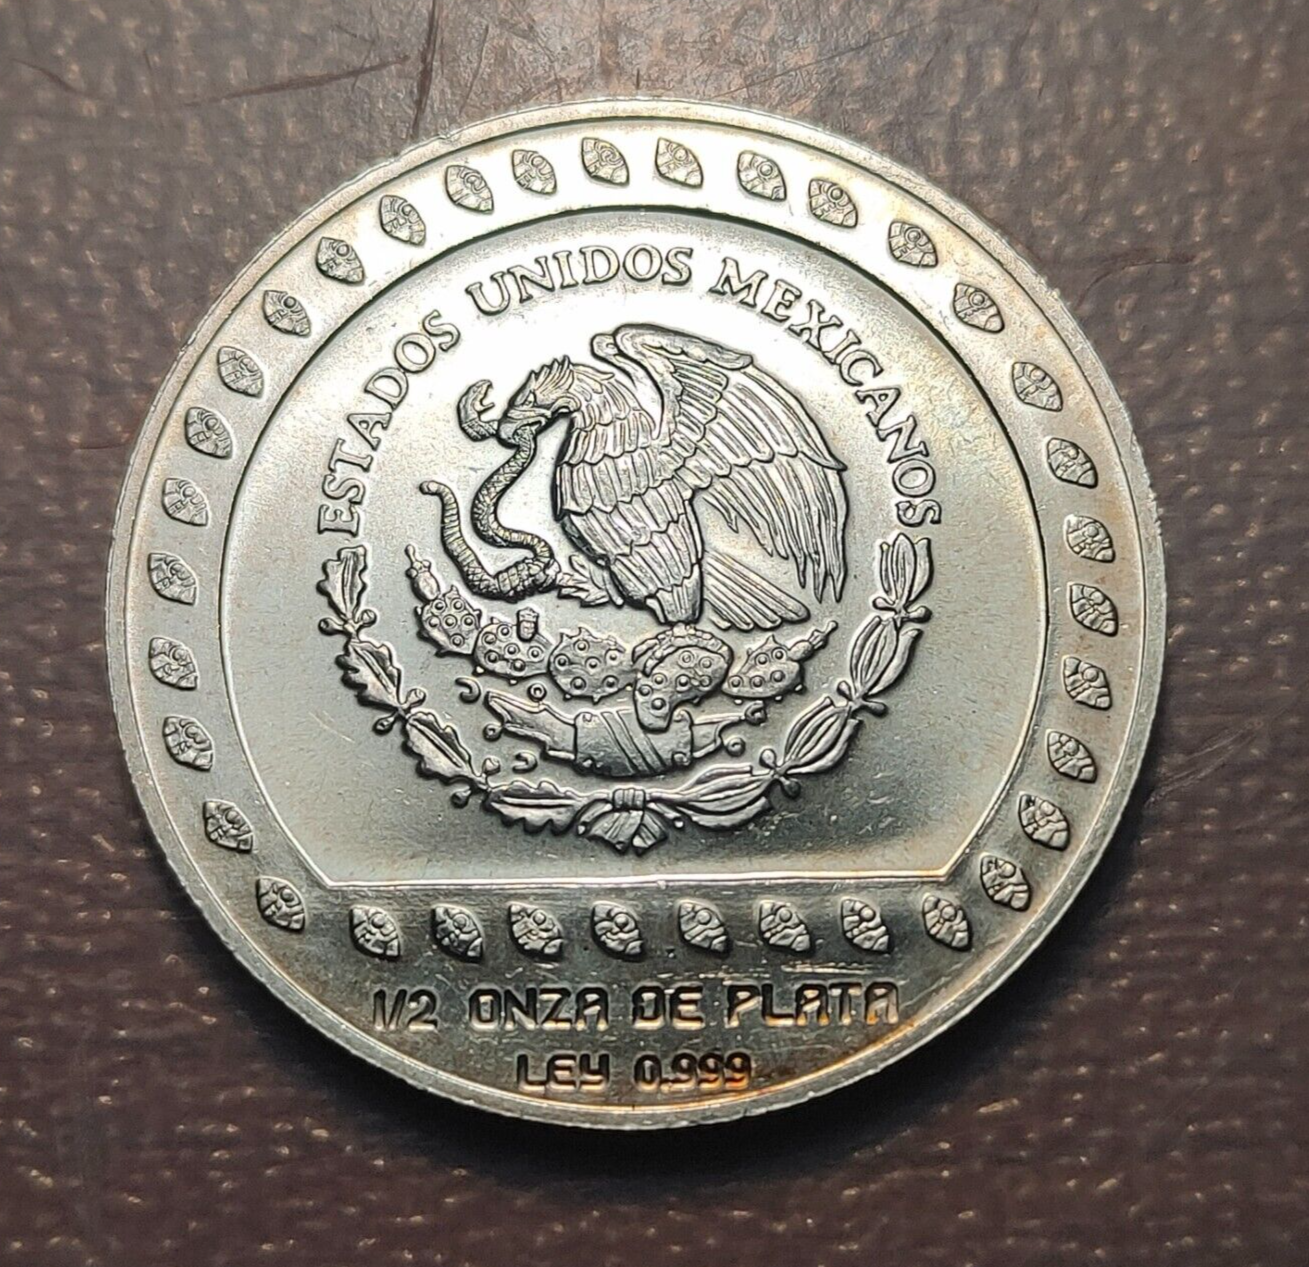 ESTADOS UNIDOS MEXICANOS
1/2 ONZA DE PLATA
LEY 0.999